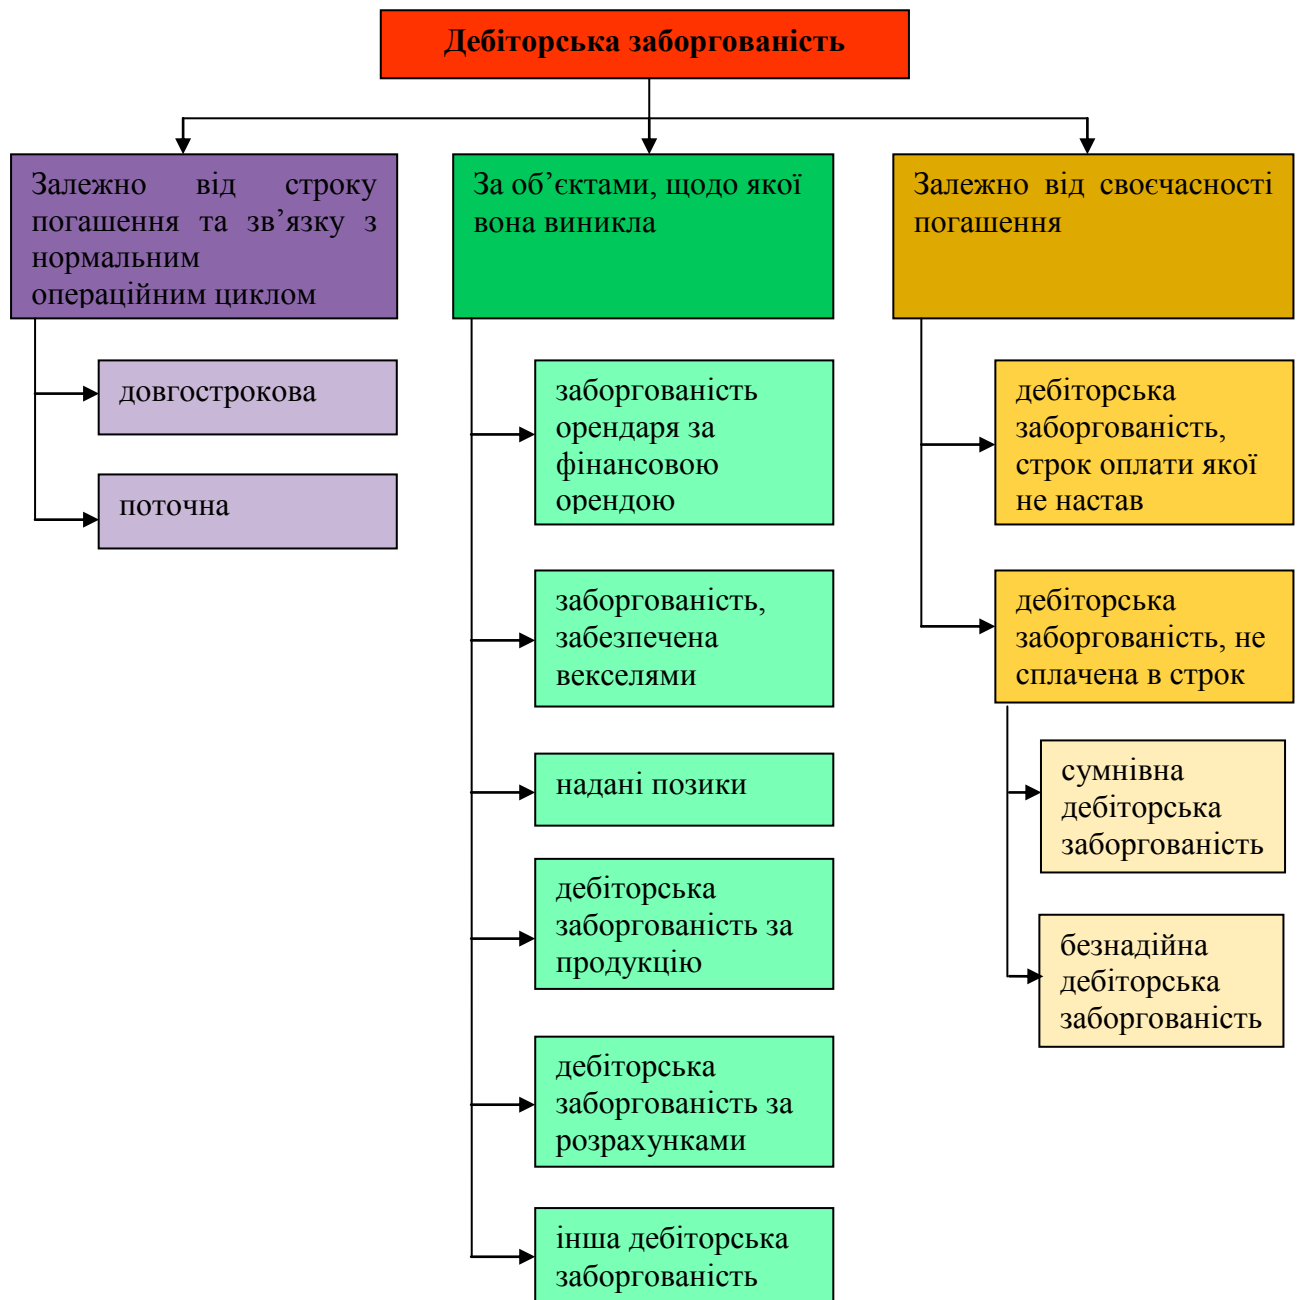 Дебіторська заборгованість
Залежно від строку
погашення та зв’язку з
нормальним
операційним циклом
довгострокова
поточна
За об’єктами, щодо якої
вона виникла
заборгованість
орендаря за
фінансовою
орендою
заборгованість,
забезпечена
векселями
надані позики
дебіторська
заборгованість за
продукцію
дебіторська
заборгованість за
розрахунками
інша дебіторська
заборгованість
Залежно від своєчасності
погашення
дебіторська
заборгованість,
строк оплати якої
не настав
дебіторська
заборгованість, не
сплачена в строк
сумнівна
дебіторська
заборгованість
безнадійна
дебіторська
заборгованість